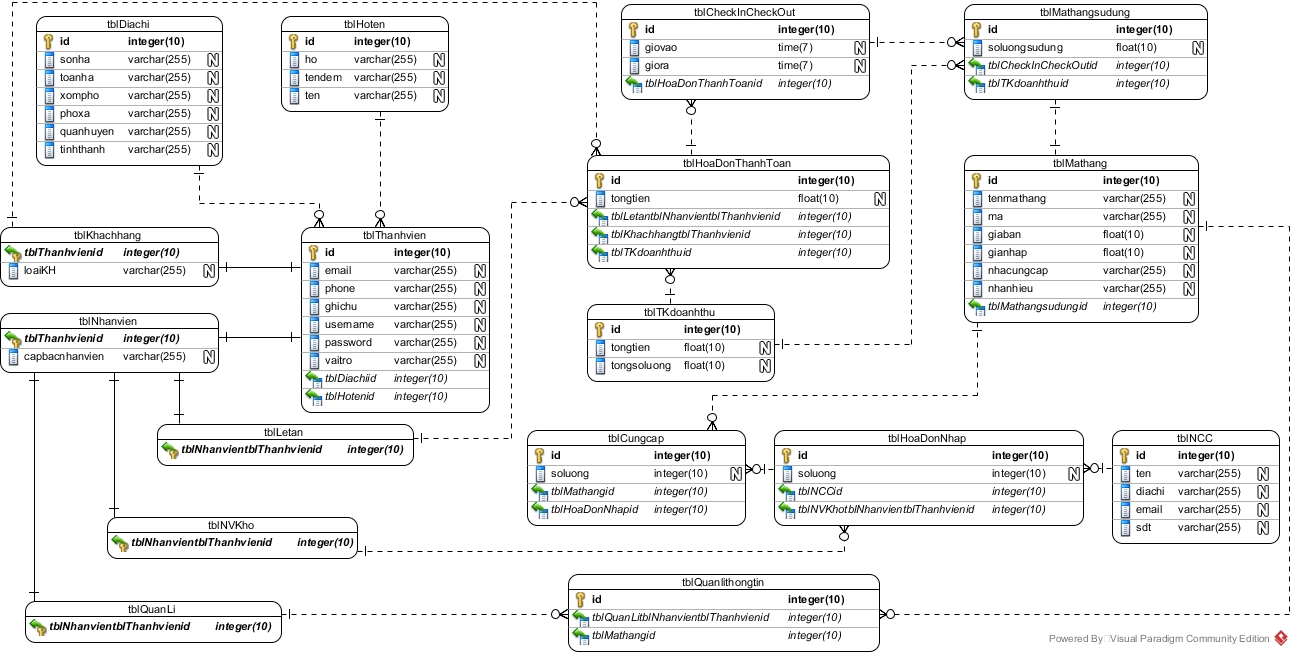 tblDiachi
id integer(10)
sonha varchar(255) N
toanha varchar(255) N
xompho varchar(255) N
phoxa varchar(255) N
quanhuyen varchar(255) N
tinhthanh varchar(255) N
tblHoten
id integer(10)
ho varchar(255) N
tendem varchar(255) N
ten varchar(255) N
tblCheckInCheckOut
id integer(10)
giovao time(7) N
giora time(7) N
tblHoaDonThanhToanid integer(10)
tblMathangsudung
id integer(10)
soluongsudung float(10) N
tblCheckInCheckOutid integer(10)
tblTKdoanhthuid integer(10)
tblKhachhang
tblThanhvienid integer(10)
loaiKH varchar(255) N
tblThanhvien
id integer(10)
email varchar(255) N
phone varchar(255) N
ghichu varchar(255) N
username varchar(255) N
password varchar(255) N
vaitro varchar(255) N
tblDiachiid integer(10)
tblHotenid integer(10)
tblHoaDonThanhToan
id integer(10)
tongtien float(10) N
tblLetantblNhanvientblThanhvienid integer(10)
tblKhachhangtblThanhvienid integer(10)
tblTKdoanhthuid integer(10)
tblMathang
id integer(10)
tenmathang varchar(255) N
ma varchar(255) N
giaban float(10) N
gianhap float(10) N
nhacungcap varchar(255) N
nhanhieu varchar(255) N
tblMathangsudungid integer(10)
tblNhanvien
tblThanhvienid integer(10)
capbacnhanvien varchar(255) N
tblTKdoanhthu
id integer(10)
tongtien float(10) N
tongsoluong float(10) N
tblLetan
tblNhanvientblThanhvienid integer(10)
tblCungcap
id integer(10)
soluong integer(10) N
tblMathangid integer(10)
tblHoaDonNhapid integer(10)
tblHoaDonNhap
id integer(10)
soluong integer(10) N
tblNCCid integer(10)
tblNVKhotblNhanvientblThanhvienid integer(10)
tblNCC
id integer(10)
ten varchar(255) N
diachi varchar(255) N
email varchar(255) N
sdt varchar(255) N
tblNVKho
tblNhanvientblThanhvienid integer(10)
tblQuanLi
tblNhanvientblThanhvienid integer(10)
tblQuanlithongtin
id integer(10)
tblQuanLitblNhanvientblThanhvienid integer(10)
tblMathangid integer(10)
Powered By Visual Paradigm Community Edition